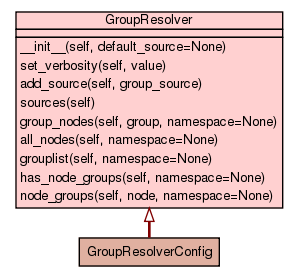 GroupResolver
__init__(self, default_source=None)
set_verbosity(self, value)
add_source(self, group_source)
sources(self)
group_nodes(self, group, namespace=None)
all_nodes(self, namespace=None)
grouplist(self, namespace=None)
has_node_groups(self, namespace=None)
node_groups(self, node, namespace=None)
GroupResolverConfig